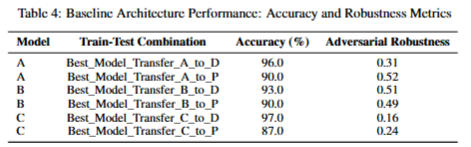 Table 4: Baseline Architecture Performance: Accuracy and Robustness Metrics
Model Train-Test Combination Accuracy (%) Adversarial Robustness
A Best_Model_Transfer_A_to_D 96.0 0.31
A Best_Model_Transfer_A_to_P 90.0 0.52
B Best_Model_Transfer_B_to_D 93.0 0.51
B Best_Model_Transfer_B_to_P 90.0 0.49
C Best_Model_Transfer_C_to_D 97.0 0.16
C Best_Model_Transfer_C_to_P 87.0 0.24